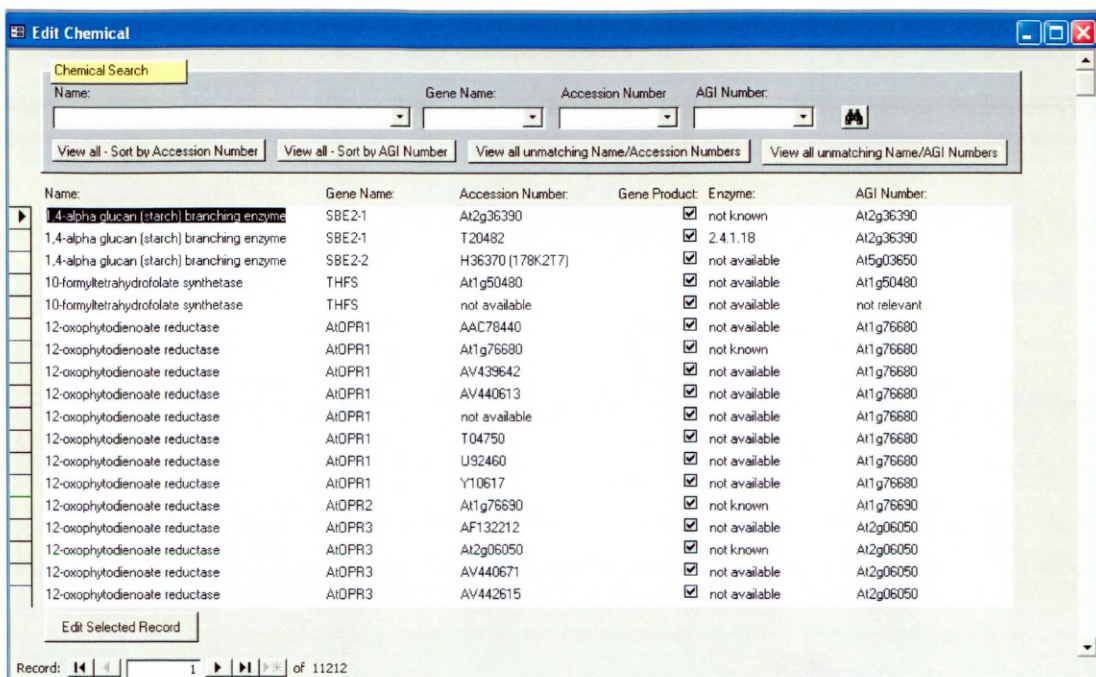 Edit Chemical
Chemical Search
Name: Gene Name: Accession Number AGI Number:
View all - Sort by Accession Number View all - Sort by AGI Number View all unmatching Name/Accession Numbers View all unmatching Name/AGI Numbers
Name: Gene Name: Accession Number: Gene Product: Enzyme: AGI Number:
1,4-alpha glucan (starch) branching enzyme SBE2-1 At2g36390 not known At2g36390
1,4-alpha glucan (starch) branching enzyme SBE2-1 T20482 2.4.1.18 At2g36390
1,4-alpha glucan (starch) branching enzyme SBE2-2 H36370 (178K2T7) not available At5g03650
10-formyltetrahydrofolate synthetase THFS At1g50480 not available At1g50480
10-formyltetrahydrofolate synthetase THFS not available not available not relevant
12-oxophytodienoate reductase AtOPR1 AAC78440 not available At1g76680
12-oxophytodienoate reductase AtOPR1 At1g76680 not known At1g76680
12-oxophytodienoate reductase AtOPR1 AV439642 not available At1g76680
12-oxophytodienoate reductase AtOPR1 AV440613 not available At1g76680
12-oxophytodienoate reductase AtOPR1 not available not available At1g76680
12-oxophytodienoate reductase AtOPR1 T04750 not available At1g76680
12-oxophytodienoate reductase AtOPR1 U92460 not available At1g76680
12-oxophytodienoate reductase AtOPR1 Y10617 not available At1g76680
12-oxophytodienoate reductase AtOPR2 At1g76690 not known At1g76690
12-oxophytodienoate reductase AtOPR3 AF132212 not available At2g06050
12-oxophytodienoate reductase AtOPR3 At2g06050 not known At2g06050
12-oxophytodienoate reductase AtOPR3 AV440671 not available At2g06050
12-oxophytodienoate reductase AtOPR3 AV442615 not available At2g06050
Edit Selected Record
Record: 1 of 11212